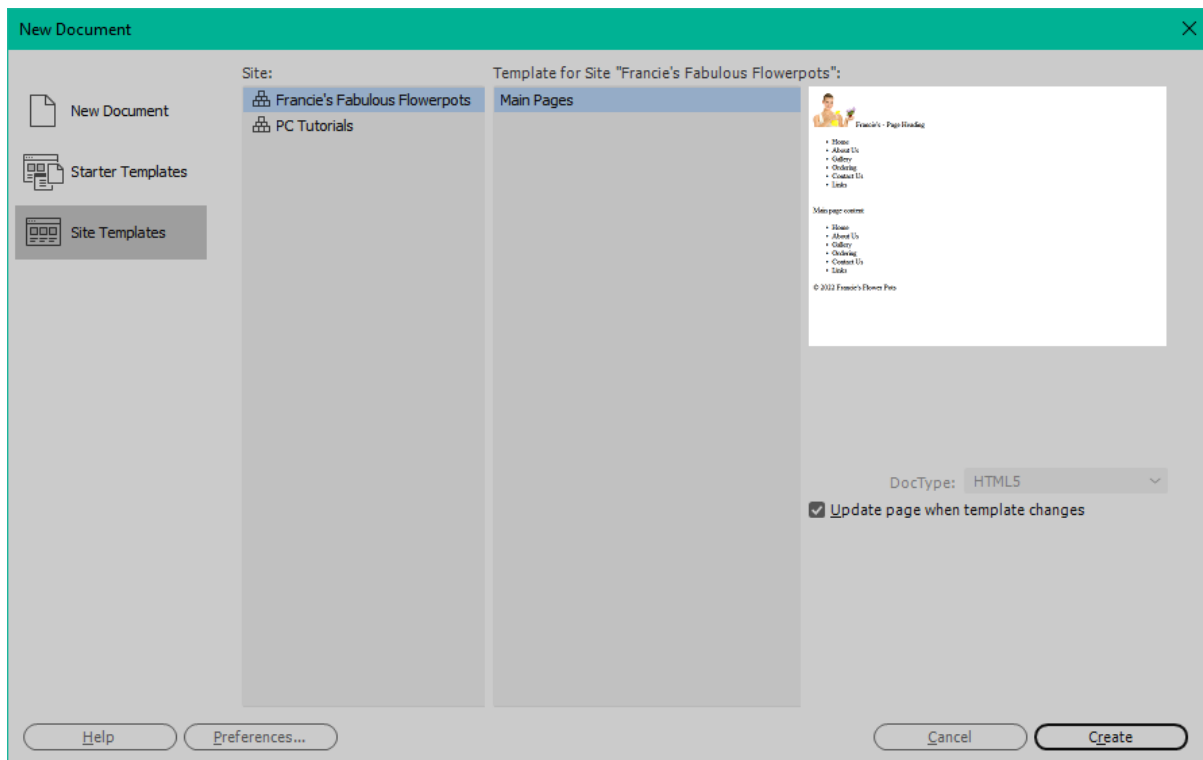 New Document
Site:
Template for Site "Francie's Fabulous Flowerpots":
New Document
Starter Templates
Site Templates
Francie's Fabulous Flowerpots
PC Tutorials
Main Pages
Francie's - Page Heading
• Home
• About Us
• Gallery
• Ordering
• Contact Us
• Links
Main page content
• Home
• About Us
• Gallery
• Ordering
• Contact Us
• Links
© 2022 Francie's Flower Pots
DocType: HTML5
Update page when template changes
Help
Preferences...
Cancel
Create